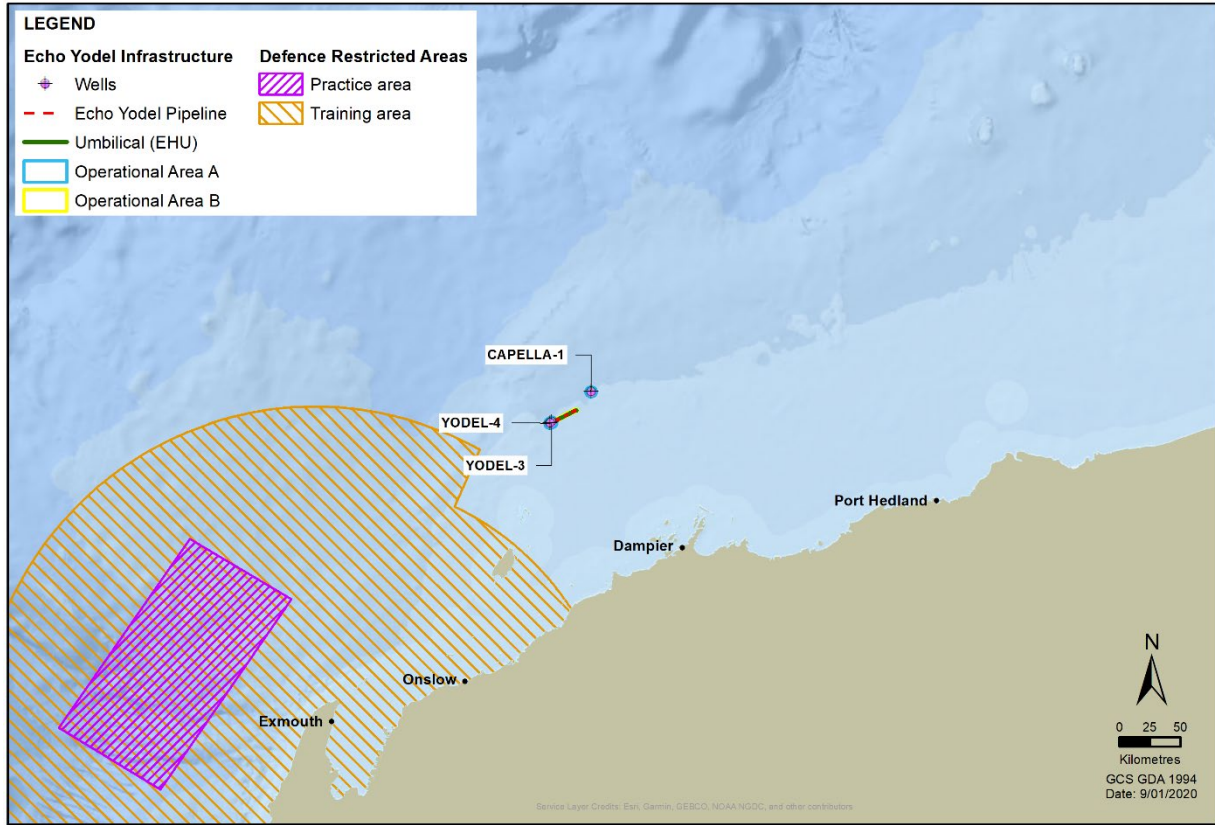 LEGEND
Echo Yodel Infrastructure
Wells
Echo Yodel Pipeline
Umbilical (EHU)
Operational Area A
Operational Area B
Defence Restricted Areas
Practice area
Training area
CAPELLA-1
YODEL-4
YODEL-3
Port Hedland
Dampier
Onslow
Exmouth
N
0 25 50
Kilometres
GCS GDA 1994
Date: 9/01/2020
Service Layer Credits: Esri, Garmin, GEBCO, NOAA NGDC, and other contributors